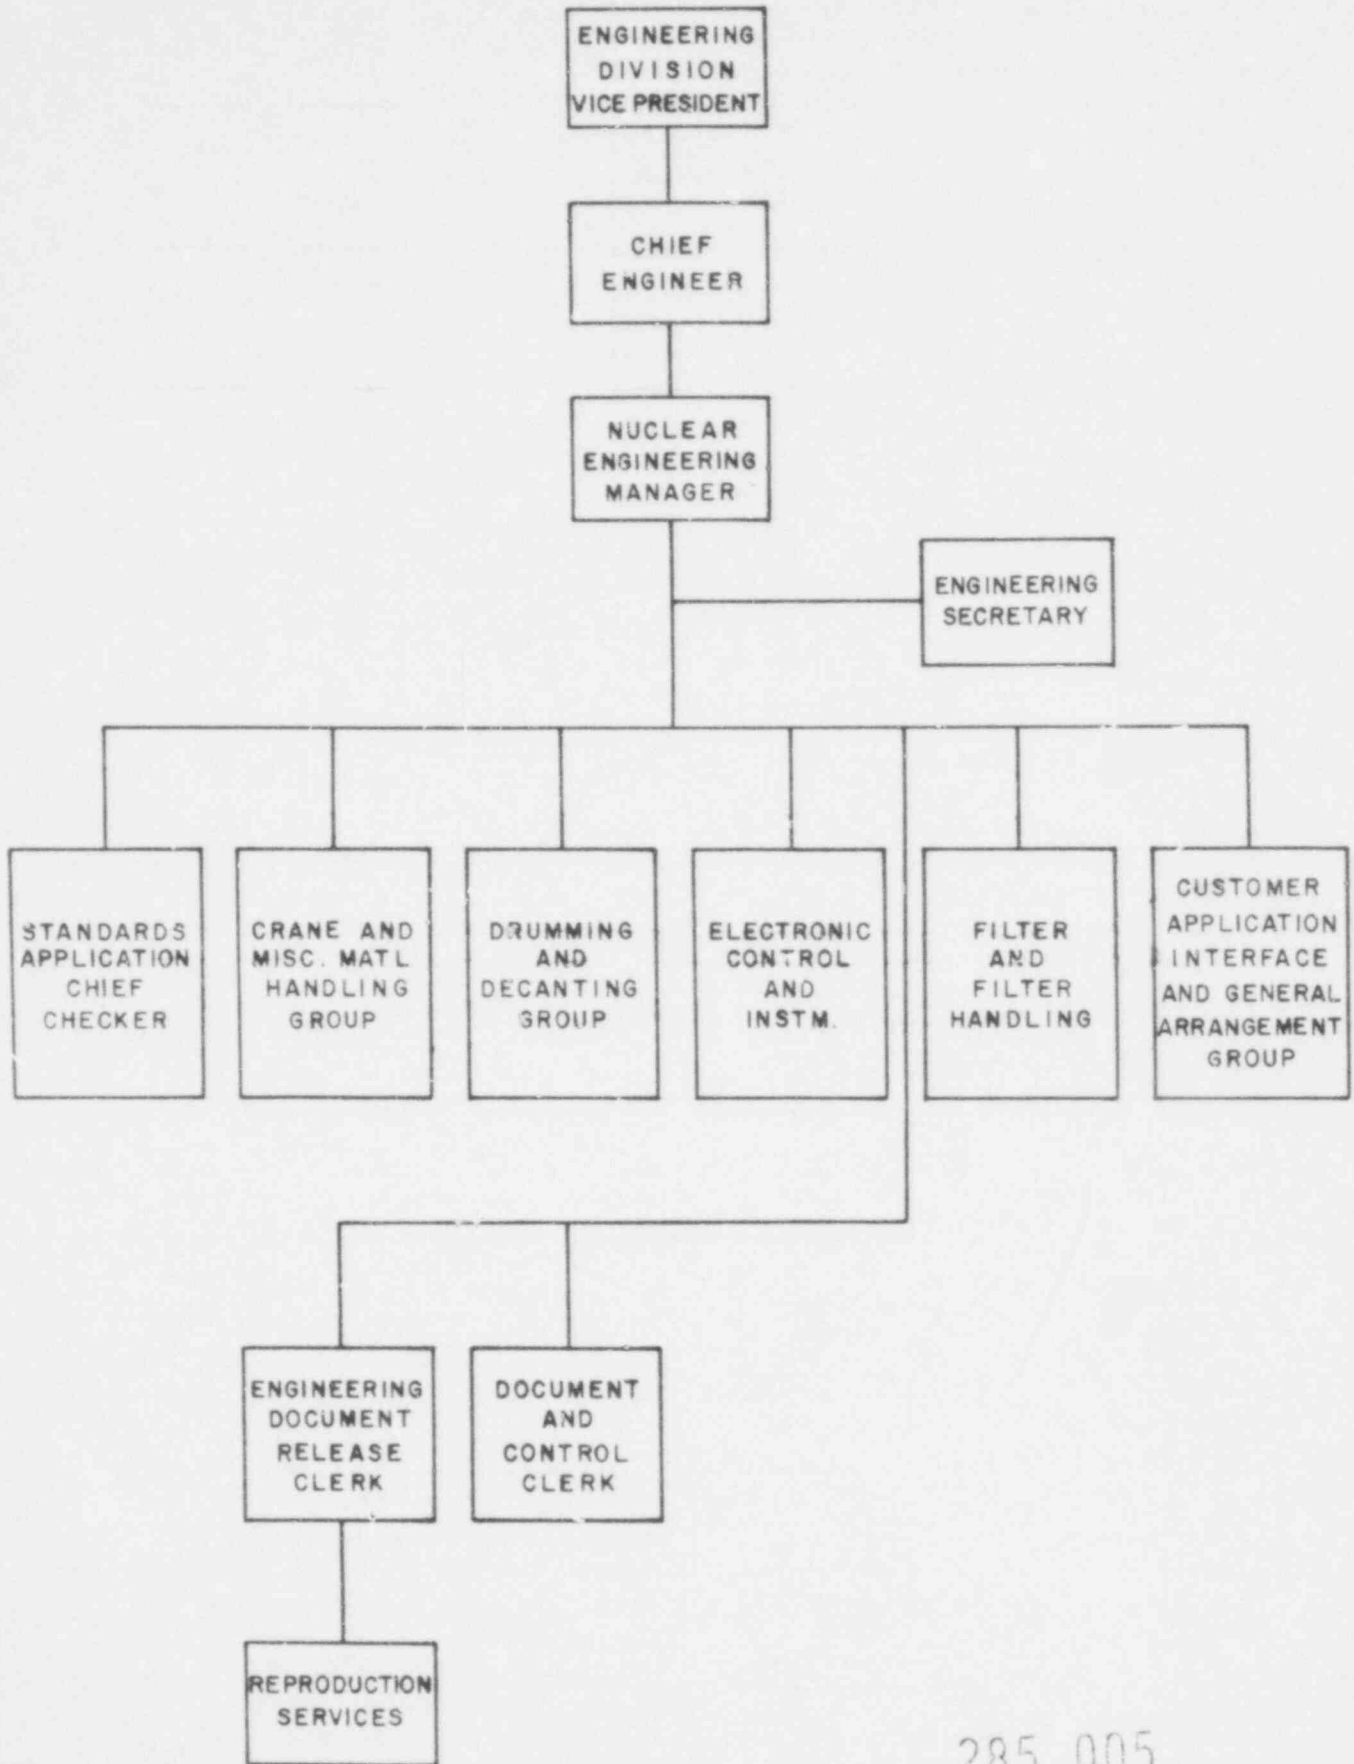 ENGINEERING
DIVISION
VICE PRESIDENT
CHIEF
ENGINEER
NUCLEAR
ENGINEERING
MANAGER
ENGINEERING
SECRETARY
STANDARDS
APPLICATION
CHIEF
CHECKER
CRANE AND
MISC. MATL
HANDLING
GROUP
DRUMMING
AND
DECANTING
GROUP
ELECTRONIC
CONTROL
AND
INSTM.
FILTER
AND
FILTER
HANDLING
CUSTOMER
APPLICATION
INTERFACE
AND GENERAL
ARRANGEMENT
GROUP
ENGINEERING
DOCUMENT
RELEASE
CLERK
DOCUMENT
AND
CONTROL
CLERK
REPRODUCTION
SERVICES
285 005